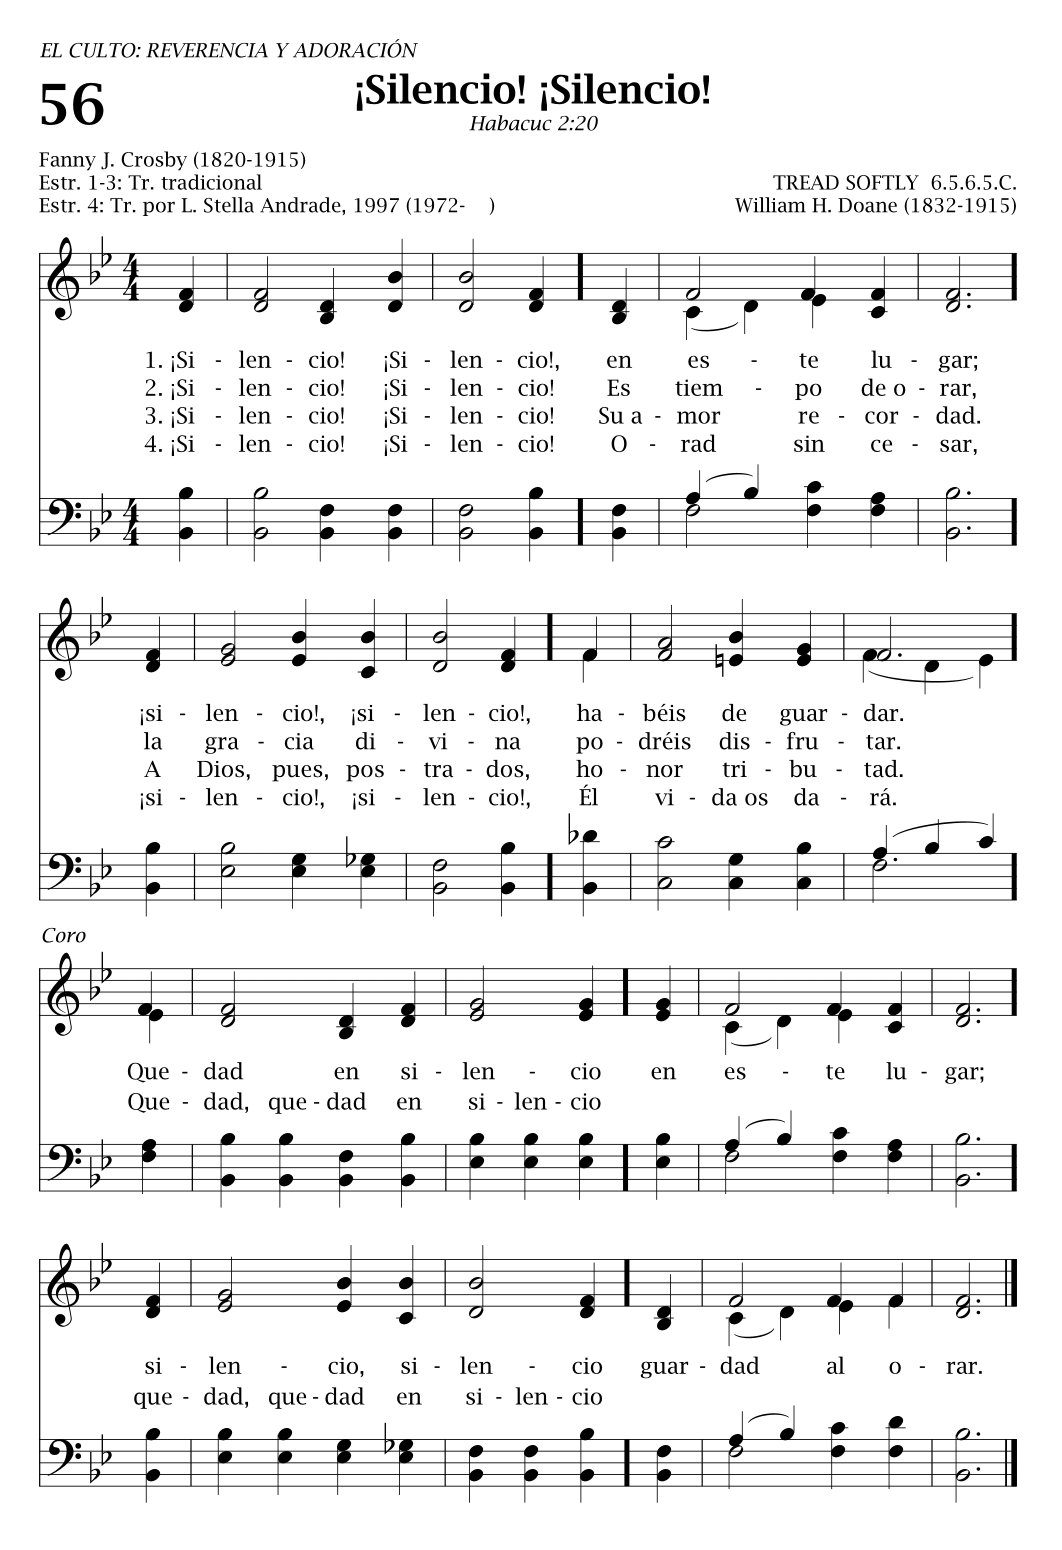 EL CULTO: REVERENCIA Y ADORACIÓN
56
¡Silencio! ¡Silencio!
Habacuc 2:20
Fanny J. Crosby (1820-1915)
Estr. 1-3: Tr. tradicional
TREAD SOFTLY 6.5.6.5.C.
Estr. 4: Tr. por L. Stella Andrade, 1997 (1972- )
William H. Doane (1832-1915)
4 4
1. ¡Si - len - cio! ¡Si - len - cio!, en es - te lu - gar;
2. ¡Si - len - cio! ¡Si - len - cio! Es tiem - po de o - rar,
3. ¡Si - len - cio! ¡Si - len - cio! Su a - mor re - cor - dad.
4. ¡Si - len - cio! ¡Si - len - cio! O - rad sin ce - sar,
4 4
¡si - len - cio!, ¡si - len - cio!, ha - béis de guar - dar.
la gra - cia di - vi - na po - dréis dis - fru - tar.
A Dios, pues, pos - tra - dos, ho - nor tri - bu - tad.
¡si - len - cio!, ¡si - len - cio!, Él vi - da os da - rá.
Coro
Que - dad en si - len - cio en es - te lu - gar;
Que - dad, que - dad en si - len - cio
si - len - cio, si - len - cio guar - dad al o - rar.
que - dad, que - dad en si - len - cio